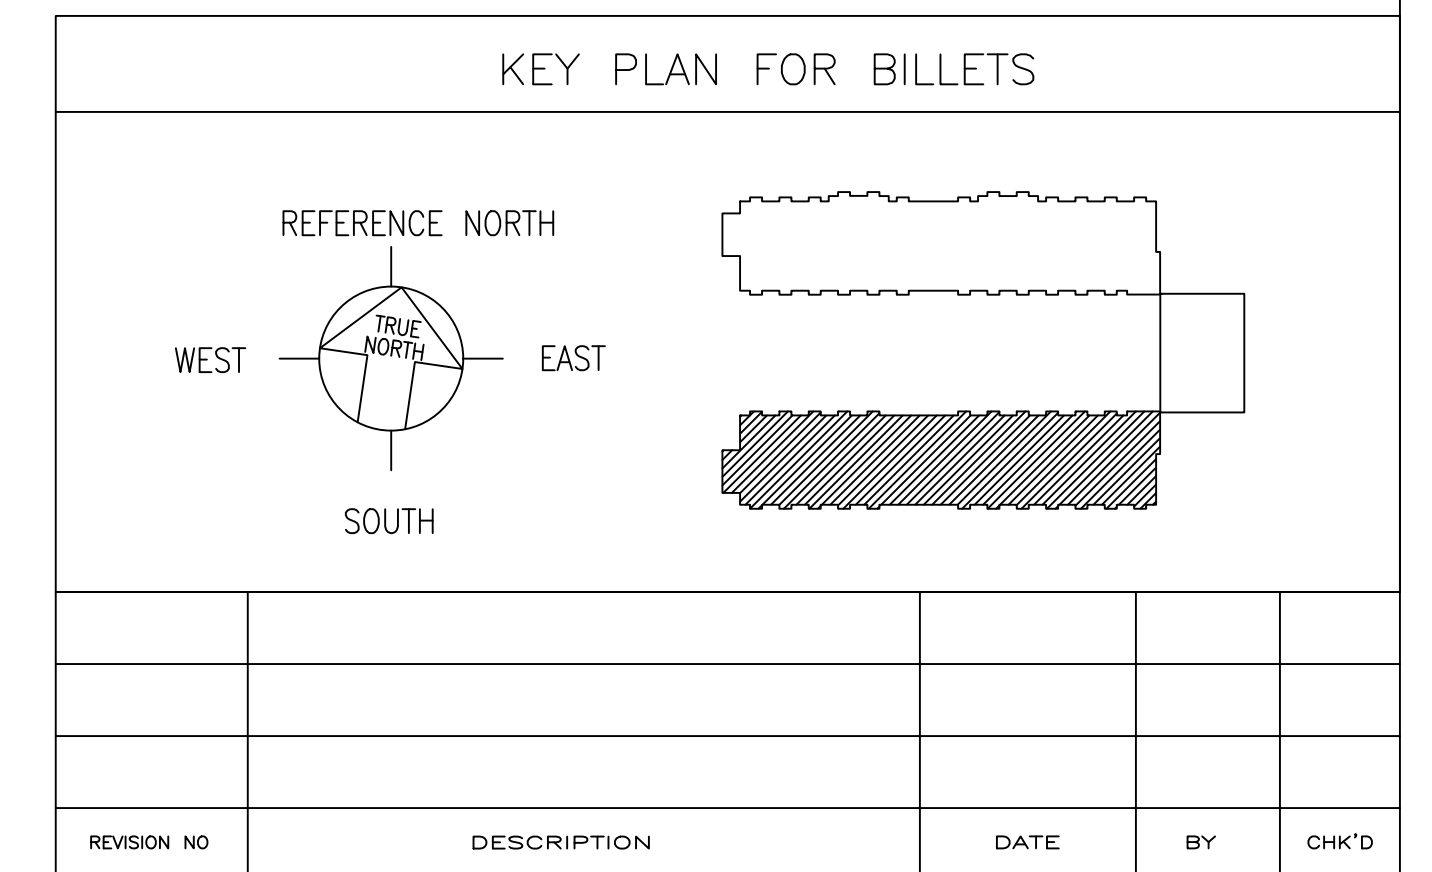 KEY PLAN FOR BILLETS
REFERENCE NORTH
TRUE
NORTH
WEST
EAST
SOUTH
REVISION NO DESCRIPTION DATE BY CHK'D